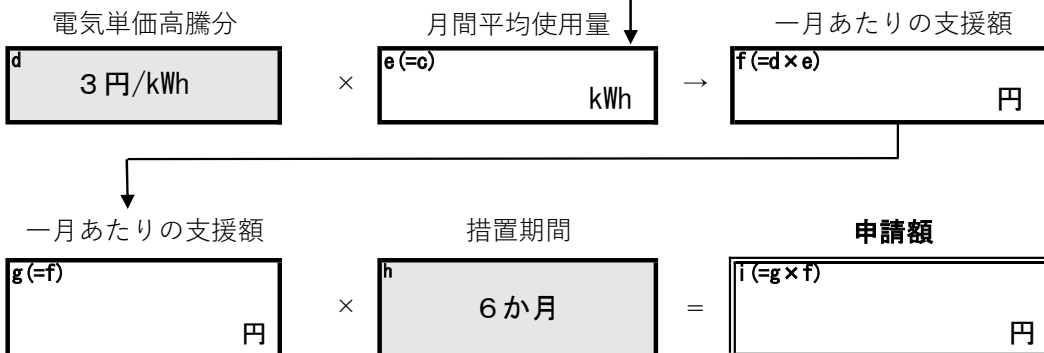 電気単価高騰分 月間平均使用量 一月あたりの支援額
d e(=c) f(=d×e)
３円/kWh × kWh → 円
一月あたりの支援額 措置期間 申請額
g(=f) h i(=g×f)
円 × ６か月 = 円